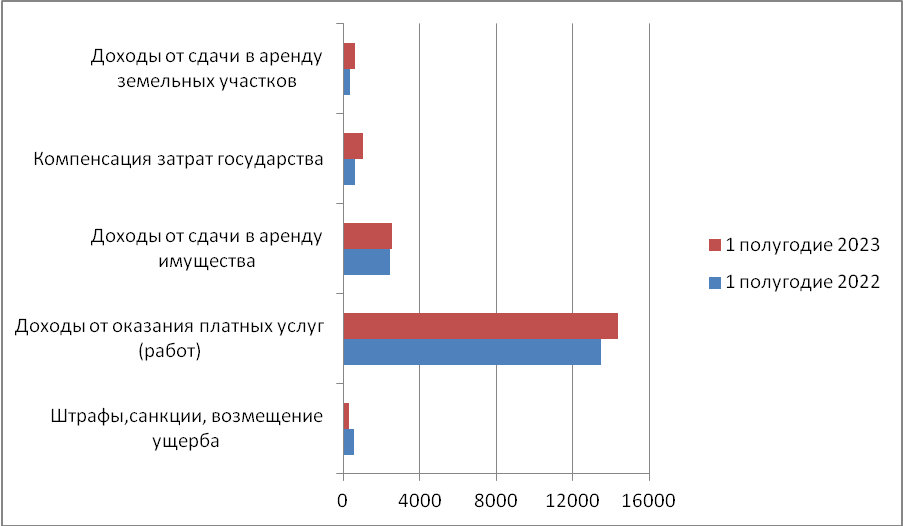 Доходы от сдачи в аренду
земельных участков
Компенсация затрат государства
Доходы от сдачи в аренду
имущества
Доходы от оказания платных услуг
(работ)
Штрафы,санкции, возмещение
ущерба
0 4000 8000 12000 16000
1 полугодие 2023
1 полугодие 2022